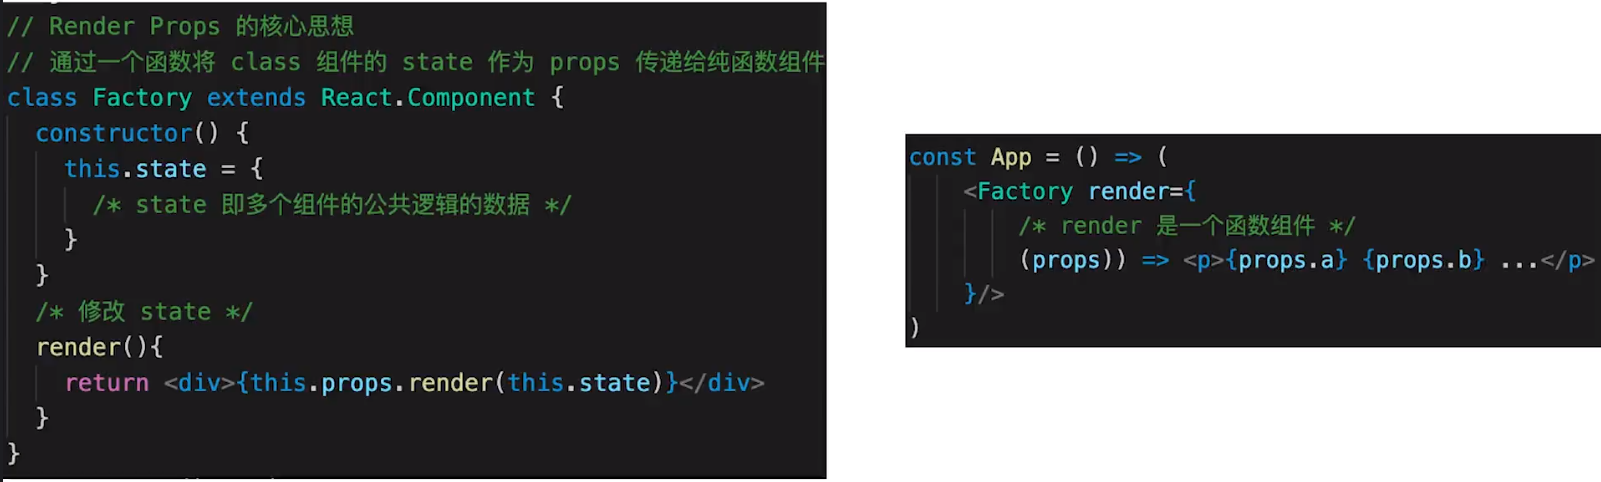 // Render Props 的核心思想
// 通过一个函数将 class 组件的 state 作为 props 传递给纯函数组件
class Factory extends React.Component {
  constructor() {
    this.state = {
      /* state 即多个组件的公共逻辑的数据 */
    }
  }
  /* 修改 state */
  render(){
    return <div>{this.props.render(this.state)}</div>
  }
}
const App = () => (
    <Factory render={
        /* render 是一个函数组件 */
        (props)) => <p>{props.a} {props.b} ...</p>
    }/>
)